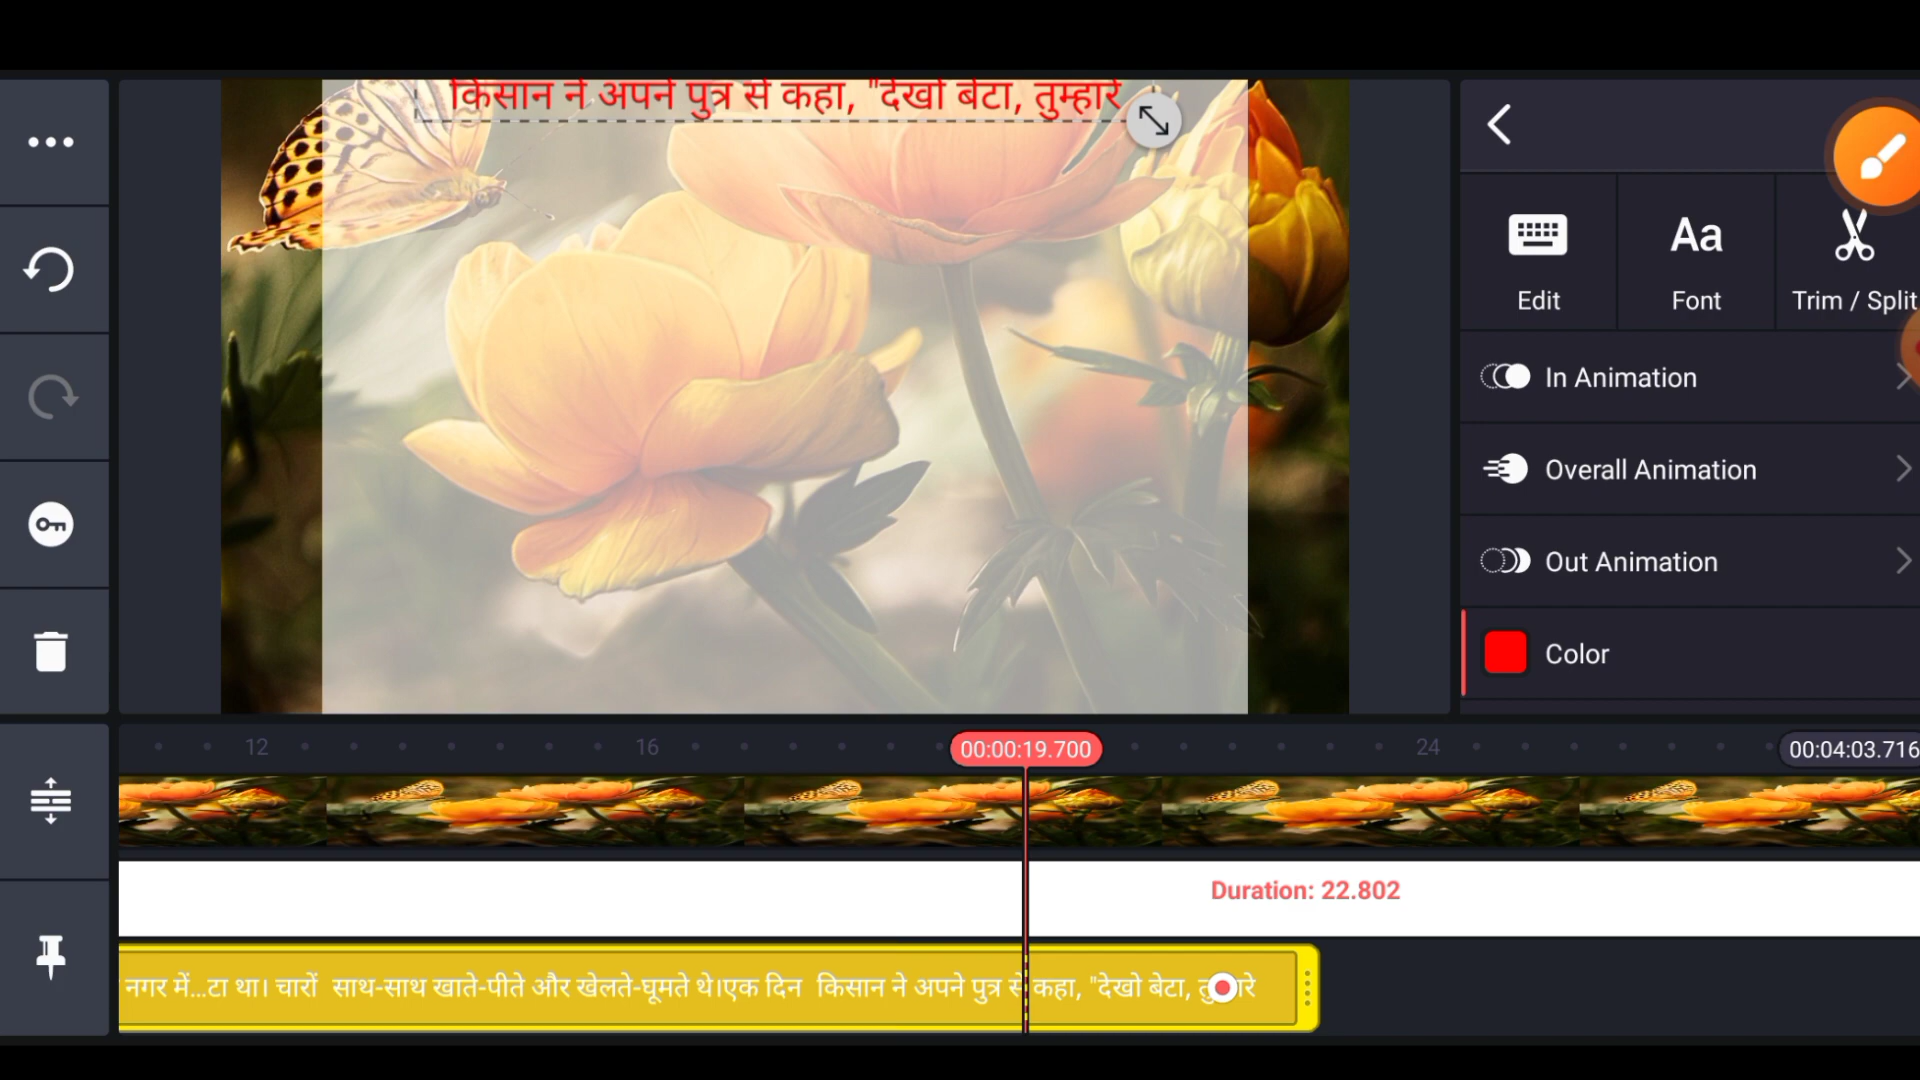 किसान ने अपने पुत्र से कहा, "देखो बेटा, तुम्हारे
Edit
Aa
Font
Trim / Split
In Animation
Overall Animation
Out Animation
Color
12
16
00:00:19.700
24
00:04:03.716
Duration: 22.802
नगर में...टा था। चारों साथ-साथ खाते-पीते और खेलते-घूमते थे।एक दिन किसान ने अपने पुत्र से कहा, "देखो बेटा,